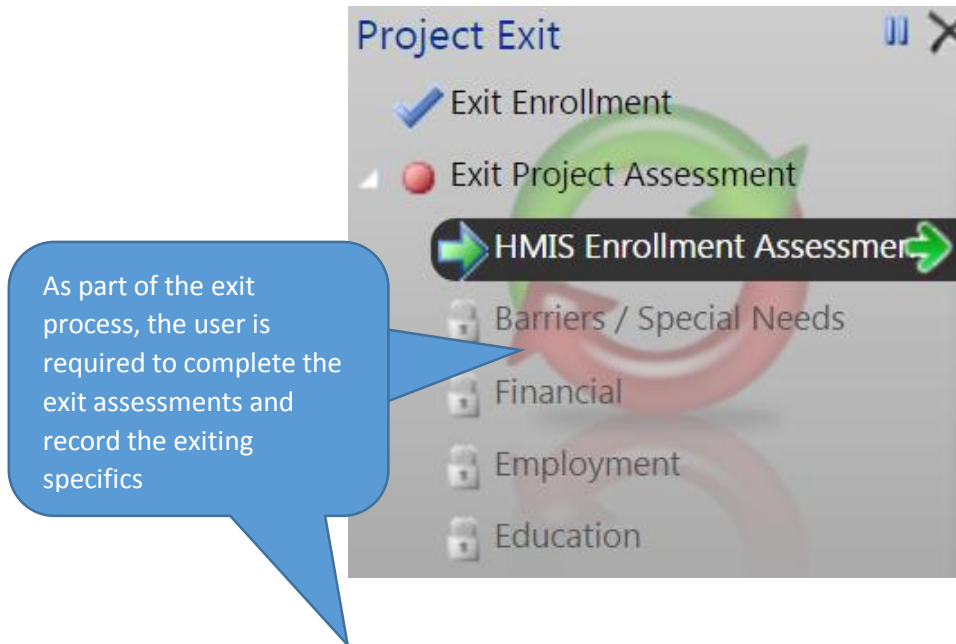 Project Exit
Exit Enrollment
Exit Project Assessment
HMIS Enrollment Assessmen
Barriers / Special Needs
Financial
Employment
Education
As part of the exit
process, the user is
required to complete the
exit assessments and
record the exiting
specifics